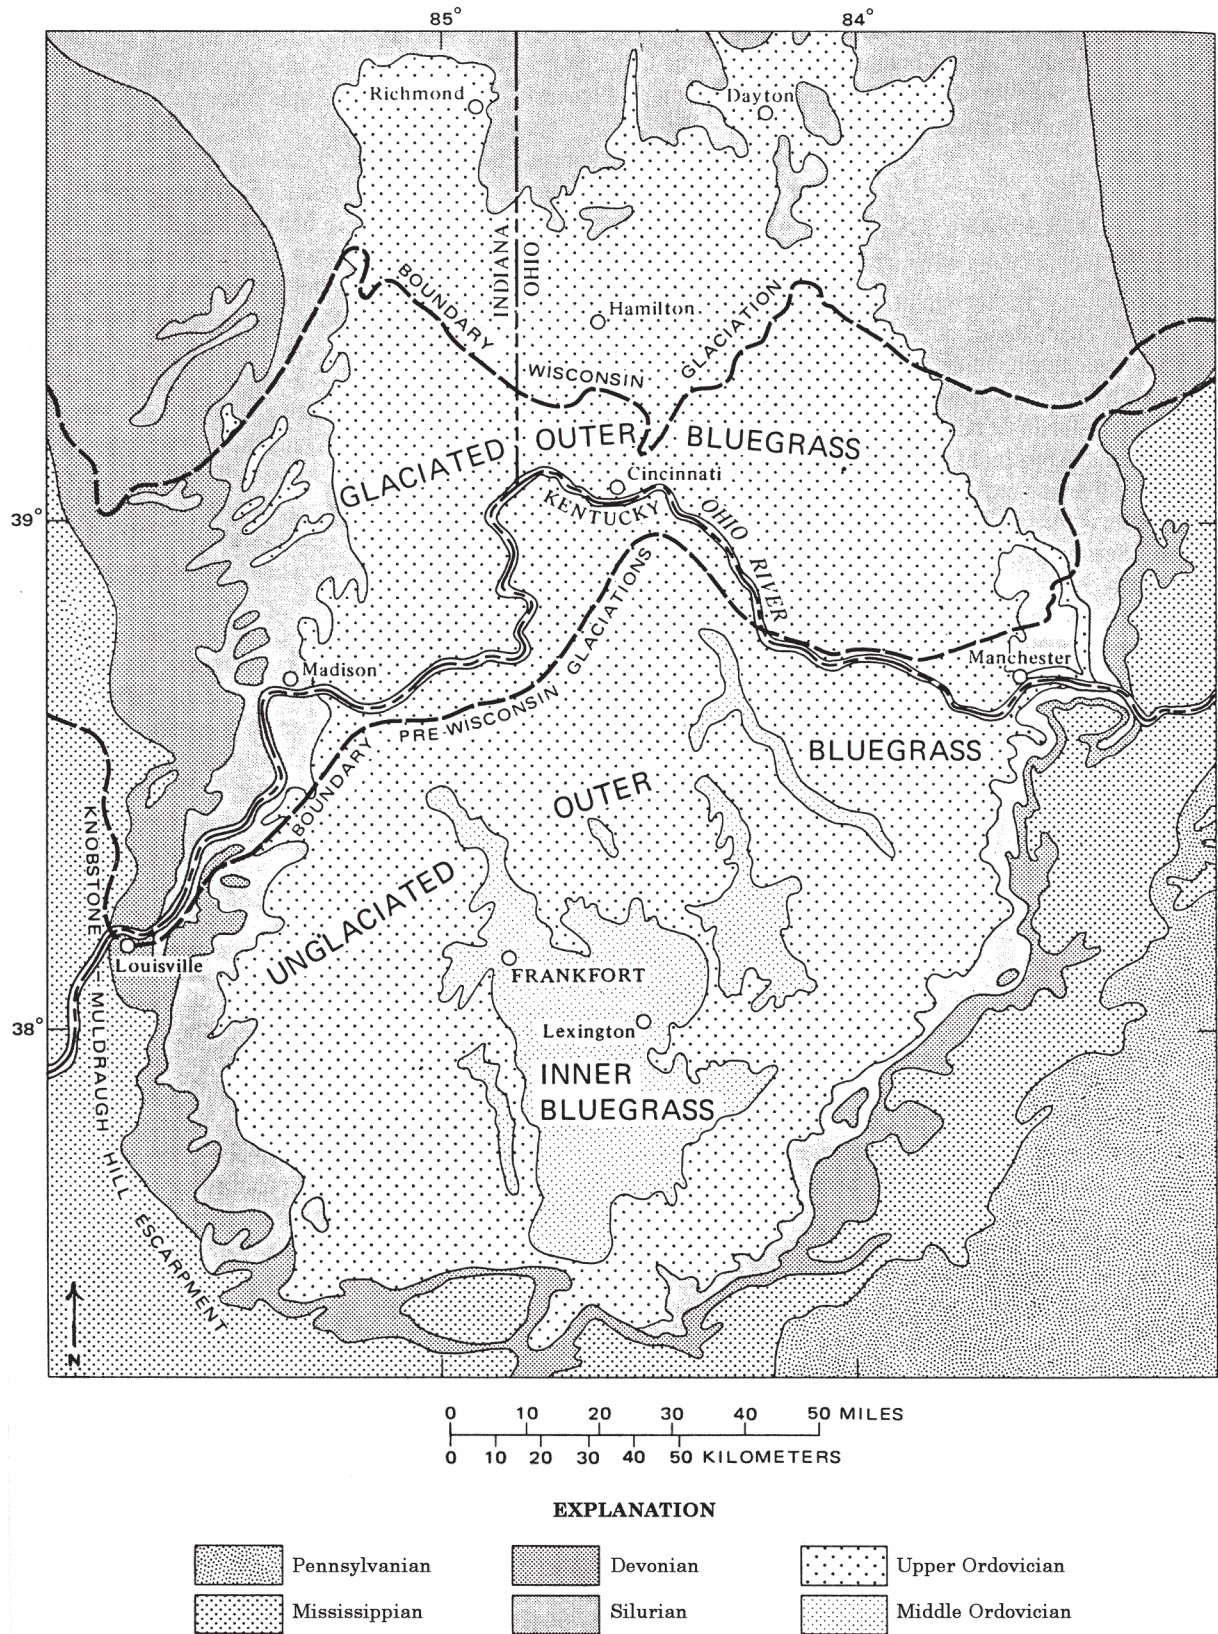 85°
84°
Richmond
Dayton
INDIANA
OHIO
BOUNDARY
Hamilton
GLACIATION
WISCONSIN
GLACIATED OUTER BLUEGRASS
Cincinnati
39°
KENTUCKY
OHIO RIVER
GLACIATIONS
Madison
Manchester
PRE-WISCONSIN
BOUNDARY
BLUEGRASS
OUTER
KNOBSTONE
UNGLACIATED
Louisville
FRANKFORT
38°
MULDRAUGH
Lexington
INNER
BLUEGRASS
HILL
ESCARPMENT
N
0 10 20 30 40 50 MILES
0 10 20 30 40 50 KILOMETERS
EXPLANATION
Pennsylvanian
Devonian
Upper Ordovician
Mississippian
Silurian
Middle Ordovician